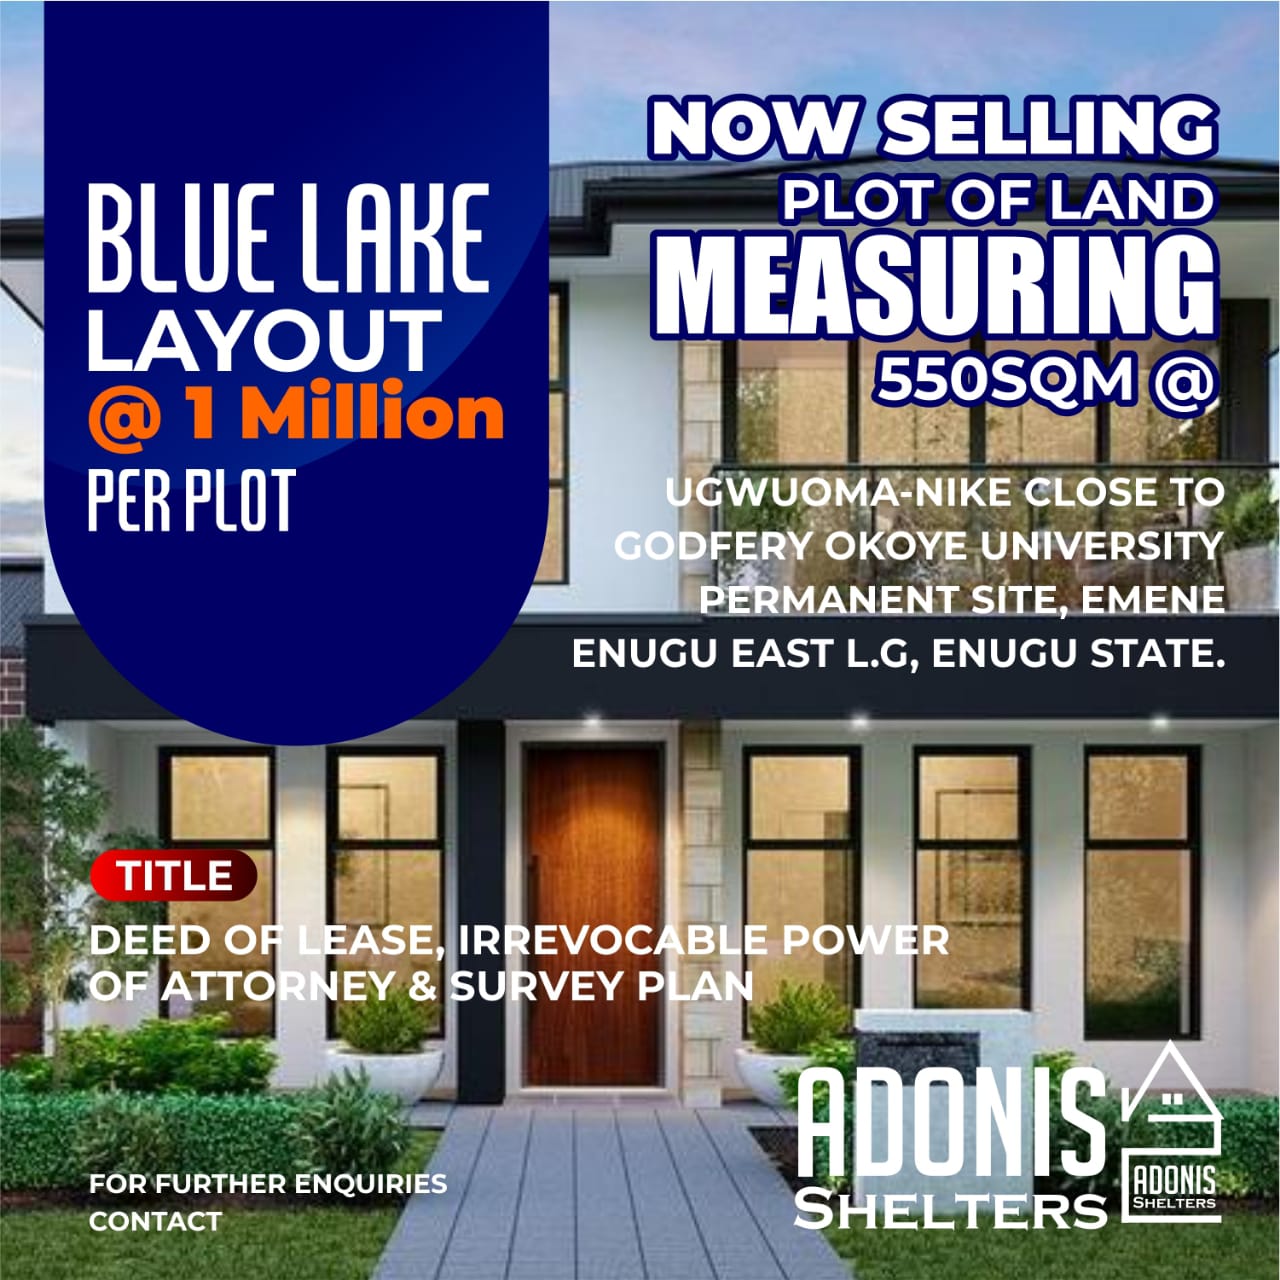 BLUE LAKE
LAYOUT
@ 1 Million
PER PLOT
NOW SELLING
PLOT OF LAND
MEASURING
550SQM @
UGWUOMA-NIKE CLOSE TO
GODFERY OKOYE UNIVERSITY
PERMANENT SITE, EMENE
ENUGU EAST L.G, ENUGU STATE.
TITLE
DEED OF LEASE, IRREVOCABLE POWER
OF ATTORNEY & SURVEY PLAN
FOR FURTHER ENQUIRIES
CONTACT
ADONIS
SHELTERS
ADONIS
SHELTERS